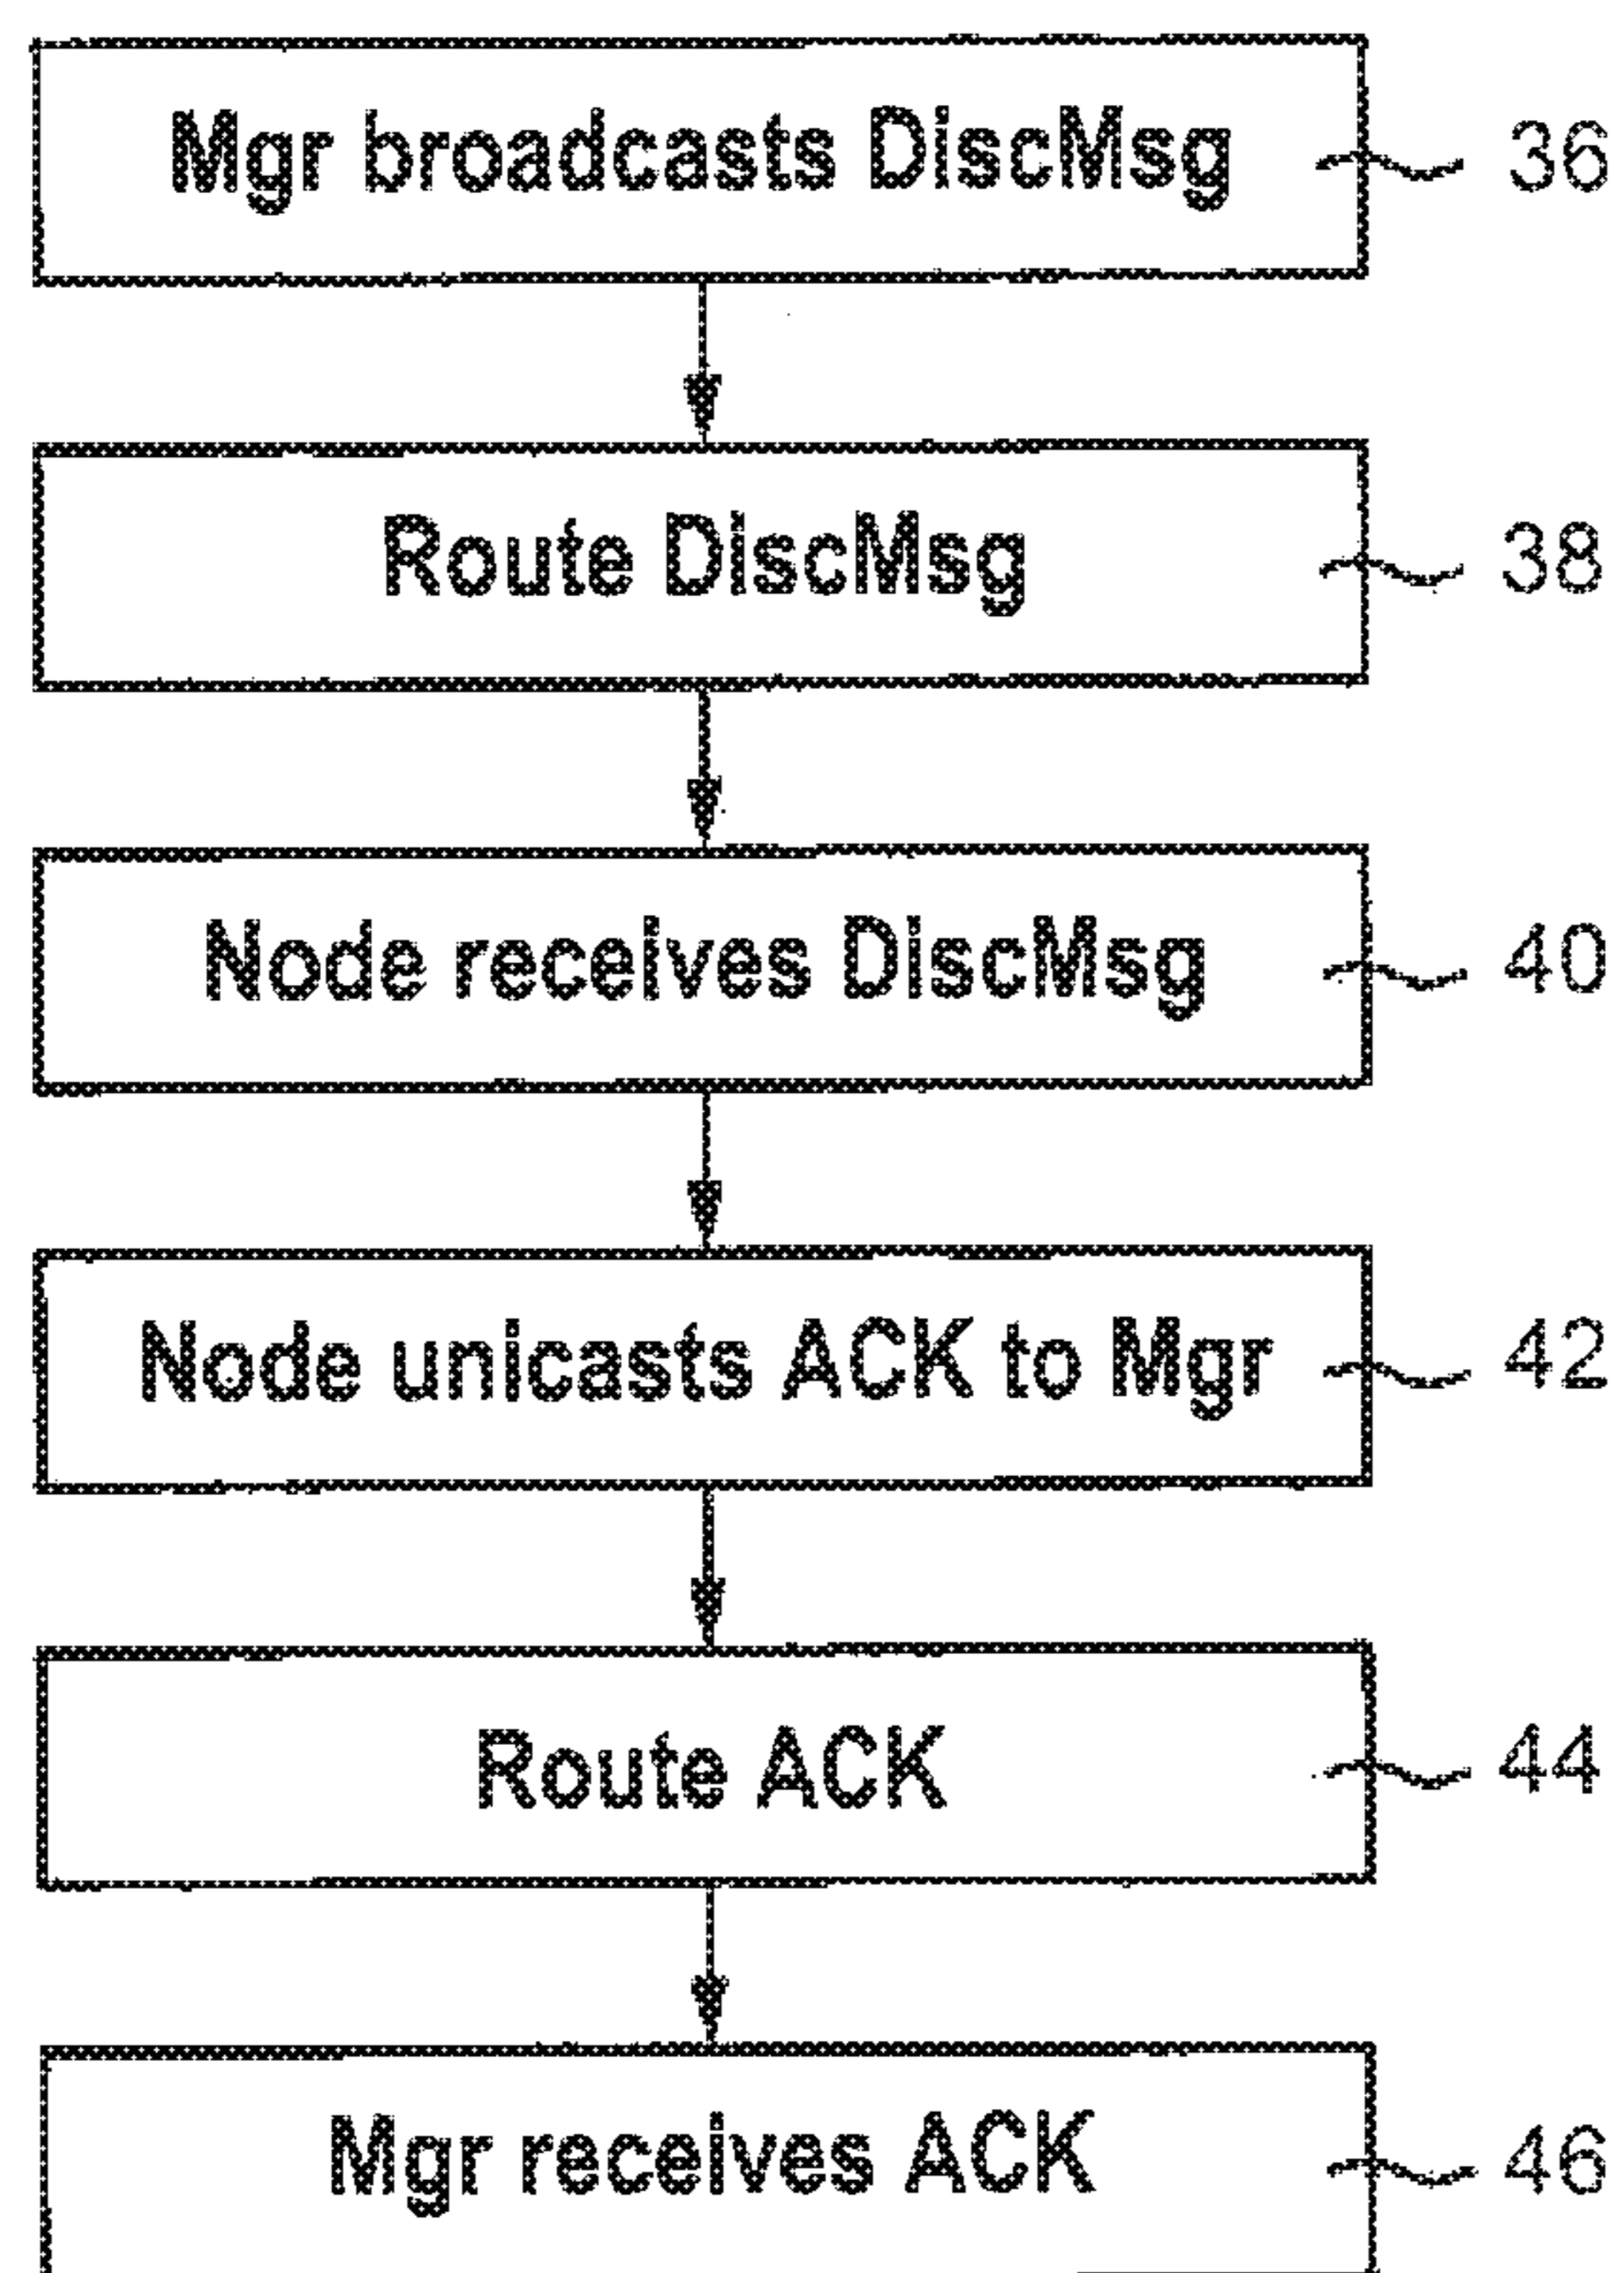 Mgr broadcasts DiscMsg 36
Route DiscMsg 38
Node receives DiscMsg 40
Node unicasts ACK to Mgr 42
Route ACK 44
Mgr receives ACK 46